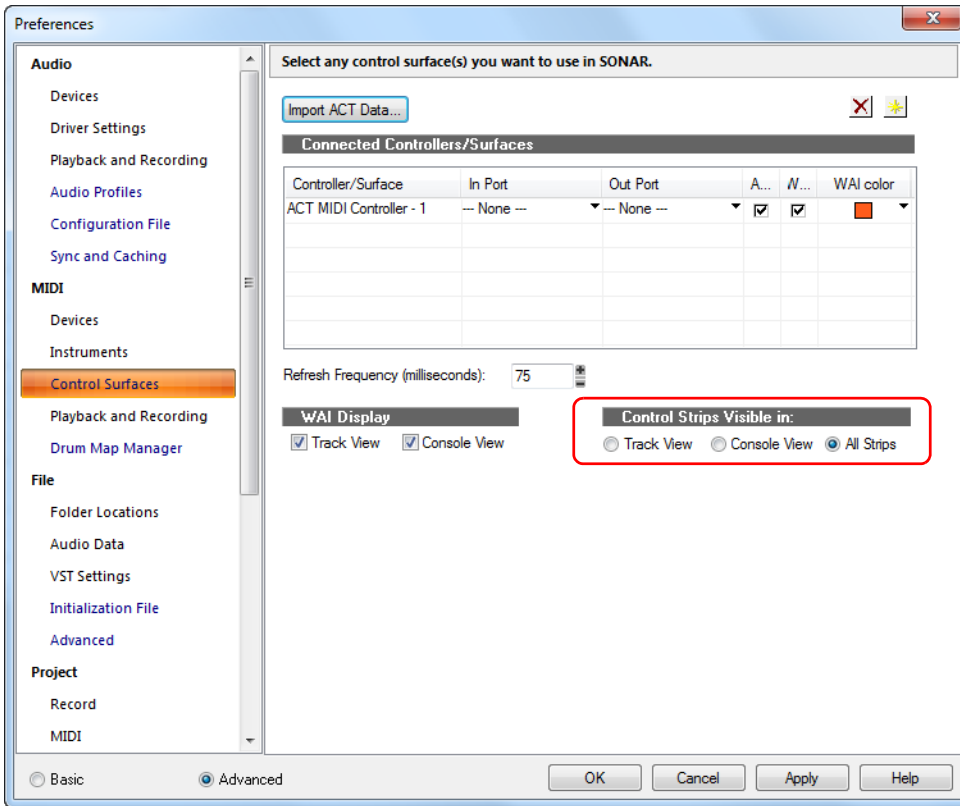 Preferences
Audio
Devices
Driver Settings
Playback and Recording
Audio Profiles
Configuration File
Sync and Caching
MIDI
Devices
Instruments
Control Surfaces
Playback and Recording
Drum Map Manager
File
Folder Locations
Audio Data
VST Settings
Initialization File
Advanced
Project
Record
MIDI
Select any control surface(s) you want to use in SONAR.
Import ACT Data...
Connected Controllers/Surfaces
Controller/Surface In Port Out Port A... W... WAI color
ACT MIDI Controller - 1 --- None --- --- None ---
Refresh Frequency (milliseconds): 75
WAI Display
Track View Console View
Control Strips Visible in:
Track View Console View All Strips
Basic Advanced OK Cancel Apply Help